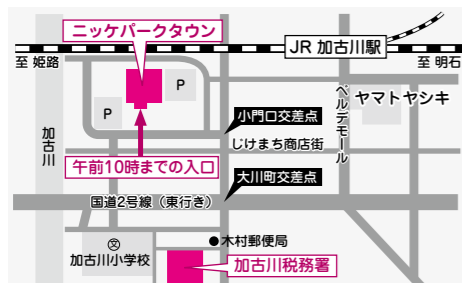 ニッケパークタウン
JR 加古川駅
至 姫路
至 明石
P
P
ヤマトヤシキ
ベルデモール
小門口交差点
じけまち商店街
加古川
午前10時までの入口
大川町交差点
国道2号線(東行き)
文
加古川小学校
木村郵便局
加古川税務署